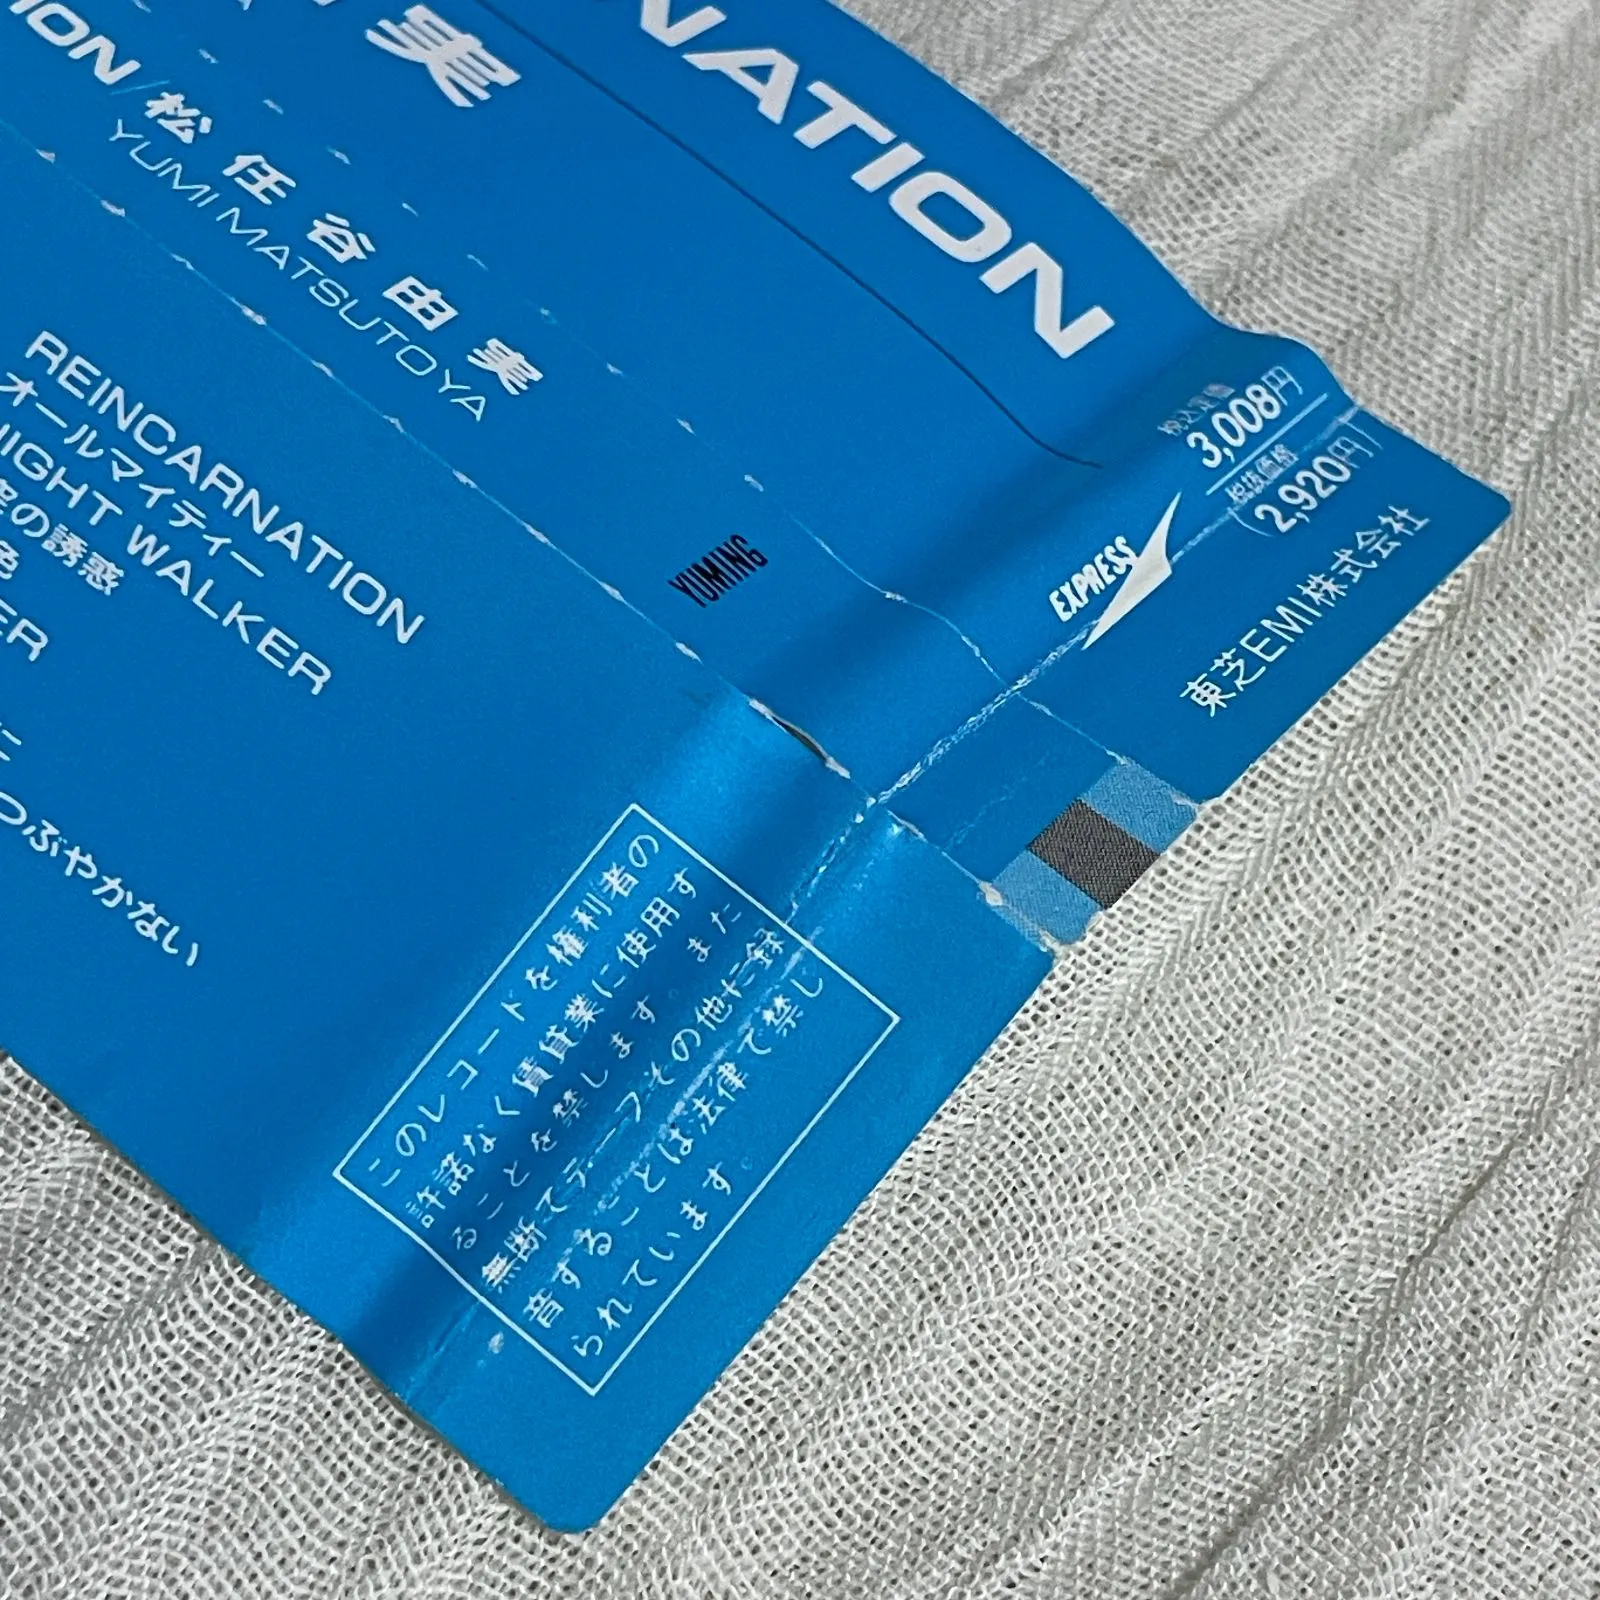 NATION
実
ION/松任谷由実
YUMI MATSUTOYA
REINCARNATION
オールマイティー
NIGHT WALKER
の誘惑
色
ER
に
つぶやかない
YUMING
EXPRESS
税込定価
3,008円
税抜価格
(2,920円)
東芝EMI株式会社
このレコードを権利者の
許諾なく賃貸業に使用す
ることを禁じます。また
無断でテープその他に録
音することは法律で禁じ
られています。